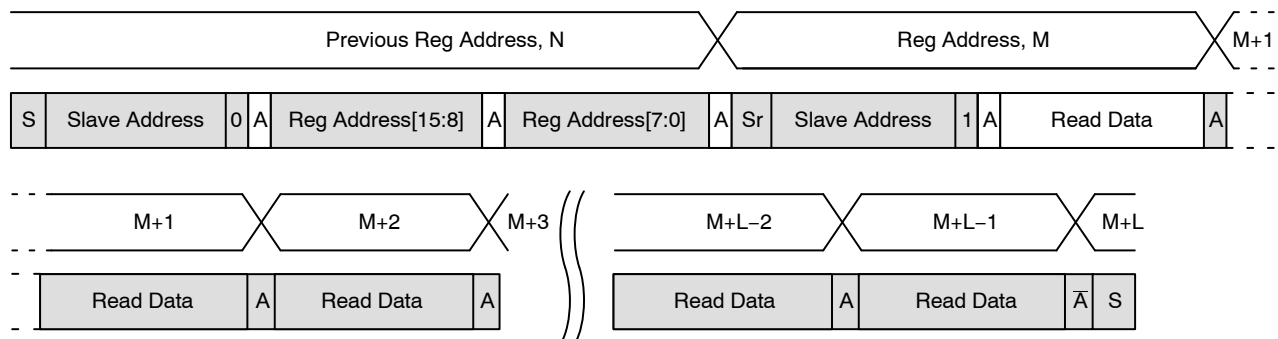 Previous Reg Address, N Reg Address, M M+1
S Slave Address 0 A Reg Address[15:8] A Reg Address[7:0] A Sr Slave Address 1 A Read Data A
M+1 M+2 M+3 M+L−2 M+L−1 M+L
Read Data A Read Data A Read Data A Read Data A̅ S